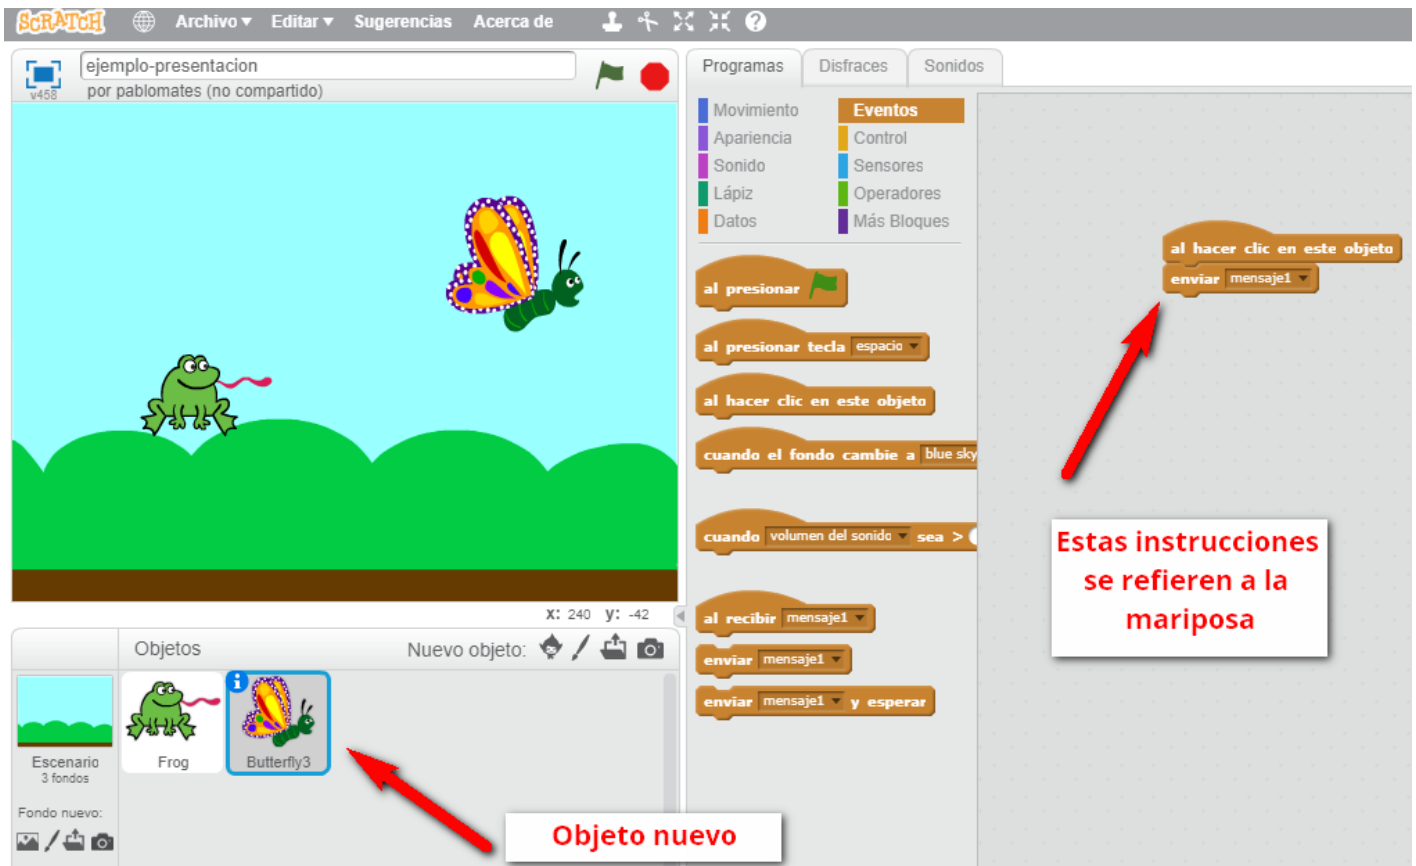 SCRATCH Archivo Editar Sugerencias Acerca de
ejemplo-presentacion
por pablomates (no compartido)
v458
Programas Disfraces Sonidos
Movimiento Eventos
Apariencia Control
Sonido Sensores
Lápiz Operadores
Datos Más Bloques
al presionar
al presionar tecla espacio
al hacer clic en este objeto
cuando el fondo cambie a blue sky
cuando volumen del sonido sea >
al recibir mensaje1
enviar mensaje1
enviar mensaje1 y esperar
al hacer clic en este objeto
enviar mensaje1
Estas instrucciones
se refieren a la
mariposa
x: 240 y: -42
Objetos Nuevo objeto:
Escenario
3 fondos
Fondo nuevo:
Frog
Butterfly3
Objeto nuevo